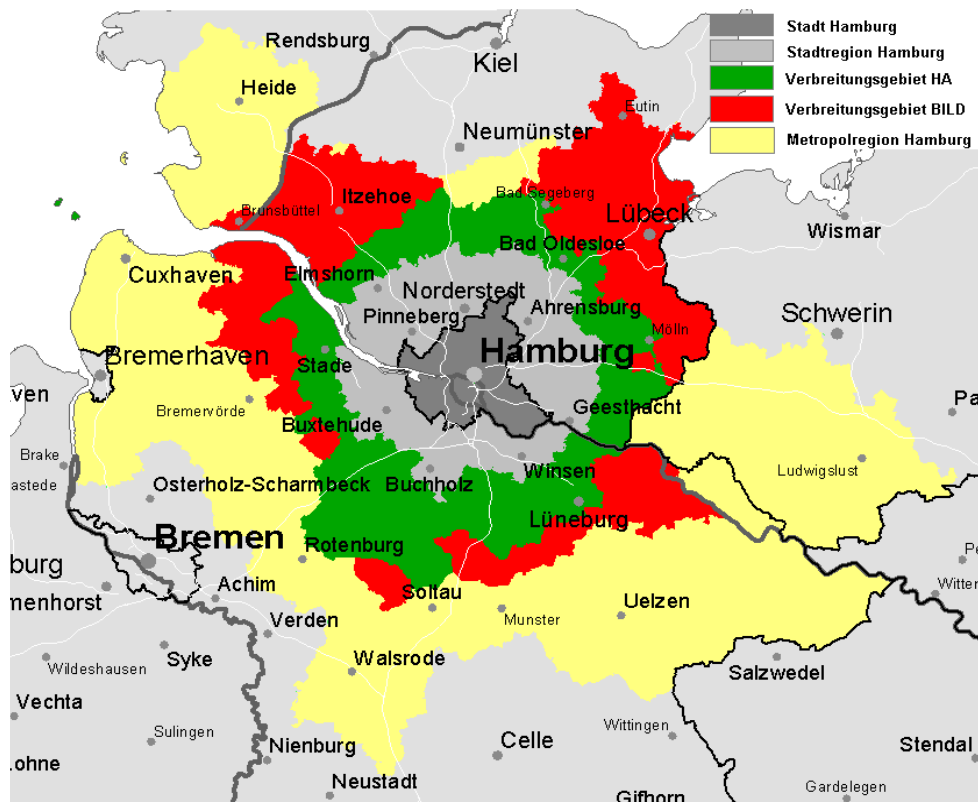 Stadt Hamburg
Stadtregion Hamburg
Verbreitungsgebiet HA
Verbreitungsgebiet BILD
Metropolregion Hamburg
Rendsburg
Kiel
Heide
Eutin
Neumünster
Itzehoe
Bad Segeberg
Brunsbüttel
Lübeck
Wismar
Bad Oldesloe
Cuxhaven
Elmshorn
Norderstedt
Ahrensburg
Pinneberg
Schwerin
Mölln
Hamburg
Bremerhaven
Stade
ven
Bremervörde
Geesthacht
Pa
Buxtehude
Brake
Winsen
Ludwigslust
astede
Osterholz-Scharmbeck
Buchholz
Lüneburg
Bremen
Rotenburg
burg
Achim
Pe
Witter
menhorst
Soltau
Munster
Uelzen
Verden
Syke
Wildeshausen
Walsrode
Salzwedel
Vechta
Sulingen
Wittingen
Nienburg
Celle
Stendal
.ohne
Neustadt
Gifhorn
Gardelegen